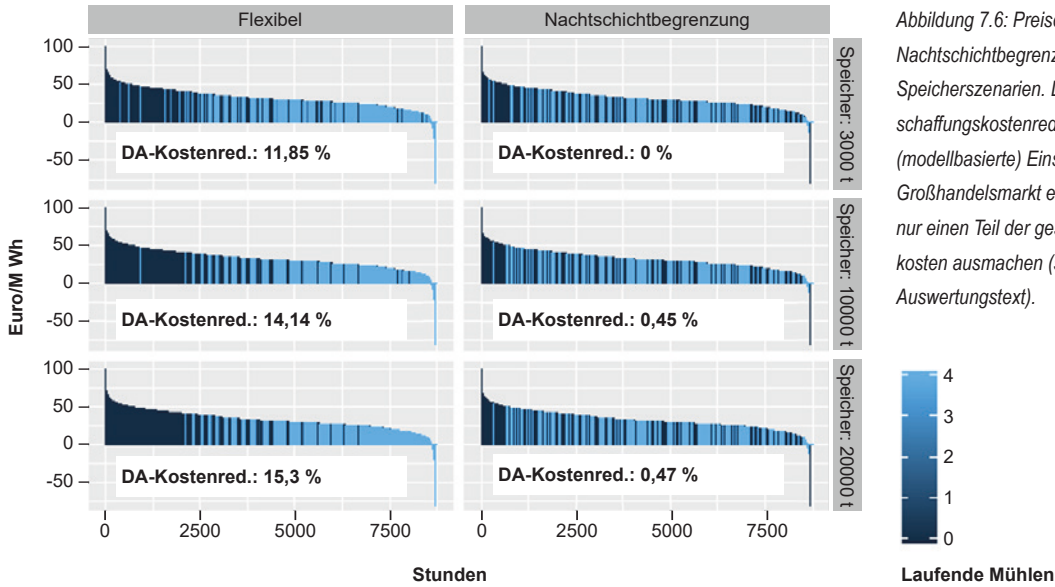 Flexibel
Nachtschichtbegrenzung
100
50
0
-50
DA-Kostenred.: 11,85 %
DA-Kostenred.: 0 %
Speicher: 3000 t
100
50
0
-50
DA-Kostenred.: 14,14 %
DA-Kostenred.: 0,45 %
Speicher: 10000 t
100
50
0
-50
DA-Kostenred.: 15,3 %
DA-Kostenred.: 0,47 %
Speicher: 20000 t
Euro/M Wh
0
2500
5000
7500
0
2500
5000
7500
Stunden
Abbildung 7.6:
Nachtschichtbegrenz
Speicherszenarien.
schaffungskostenred
(modellbasierte) Eins
Großhandelsmarkt e
nur einen Teil der ge
kosten ausmachen
Auswertungstext).
4
3
2
1
0
Laufende Mühlen